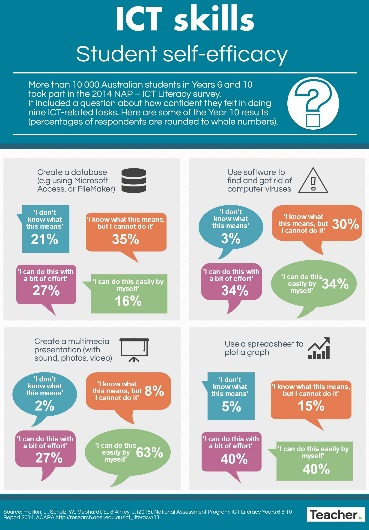 ICT skills
Student self-efficacy
More than 10 000 Australian students in Years 6 and 10
took part in the 2014 NAP – ICT Literacy survey.
It included a question about how confident they felt in doing
nine ICT-related tasks. Here are some of the Year 10 results
(percentages of respondents are rounded to whole numbers).
?
Create a database
(e.g using Microsoft
Access, or FileMaker)
'I don't
know what
this means'
21%
'I know what this means,
but I cannot do it'
35%
'I can do this with
a bit of effort'
27%
'I can do this easily by
myself'
16%
Use software to
find and get rid of
computer viruses
'I don't
know what
this means'
3%
'I know what this
means, but
I cannot do it'
30%
'I can do this with
a bit of effort'
34%
'I can do this
easily by
myself'
34%
Create a multimedia
presentation (with
sound, photos, video)
'I don't
know what
this means'
2%
'I know what this
means, but
I cannot do it'
8%
'I can do this with
a bit of effort'
27%
'I can do this
easily by
myself'
63%
Use a spreadsheet to
plot a graph
'I don't
know what
this means'
5%
'I know what this means,
but I cannot do it'
15%
'I can do this with
a bit of effort'
40%
'I can do this easily by
myself'
40%
Teacher.